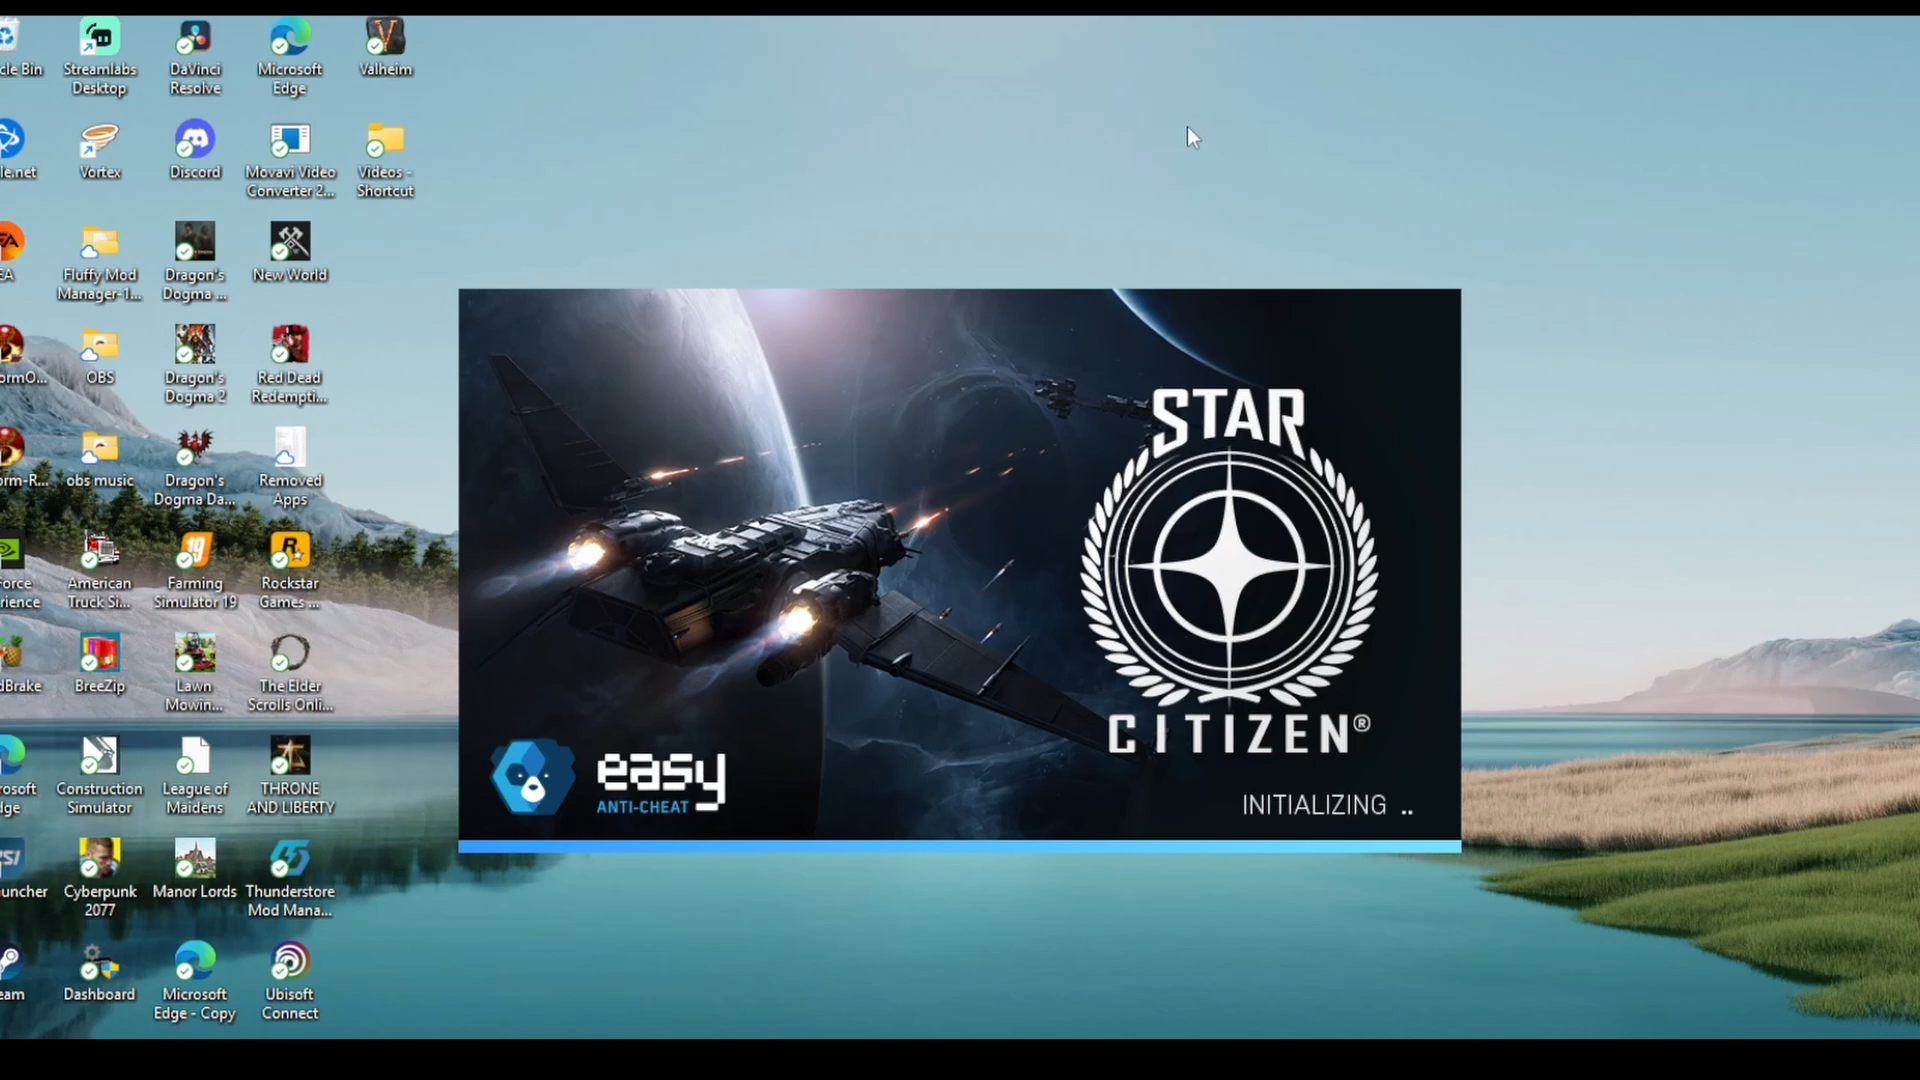 cle Bin
Streamlabs
Desktop
DaVinci
Resolve
Microsoft
Edge
Valheim
le.net
Vortex
Discord
Movavi Video
Converter 2...
Videos -
Shortcut
EA
Fluffy Mod
Manager-1...
Dragon's
Dogma ...
New World
ormO...
OBS
Dragon's
Dogma 2
Red Dead
Redempti...
orm-R...
obs music
Dragon's
Dogma Da...
Removed
Apps
Force
rience
American
Truck Si...
19
Farming
Simulator 19
R
Rockstar
Games ...
dBrake
BreeZip
Lawn
Mowin...
The Elder
Scrolls Onli...
rosoft
dge
Construction
Simulator
League of
Maidens
THRONE
AND LIBERTY
uncher
Cyberpunk
2077
Manor Lords
Thunderstore
Mod Mana...
eam
Dashboard
Microsoft
Edge - Copy
Ubisoft
Connect
STAR
CITIZEN®
easy
ANTI-CHEAT
INITIALIZING ..